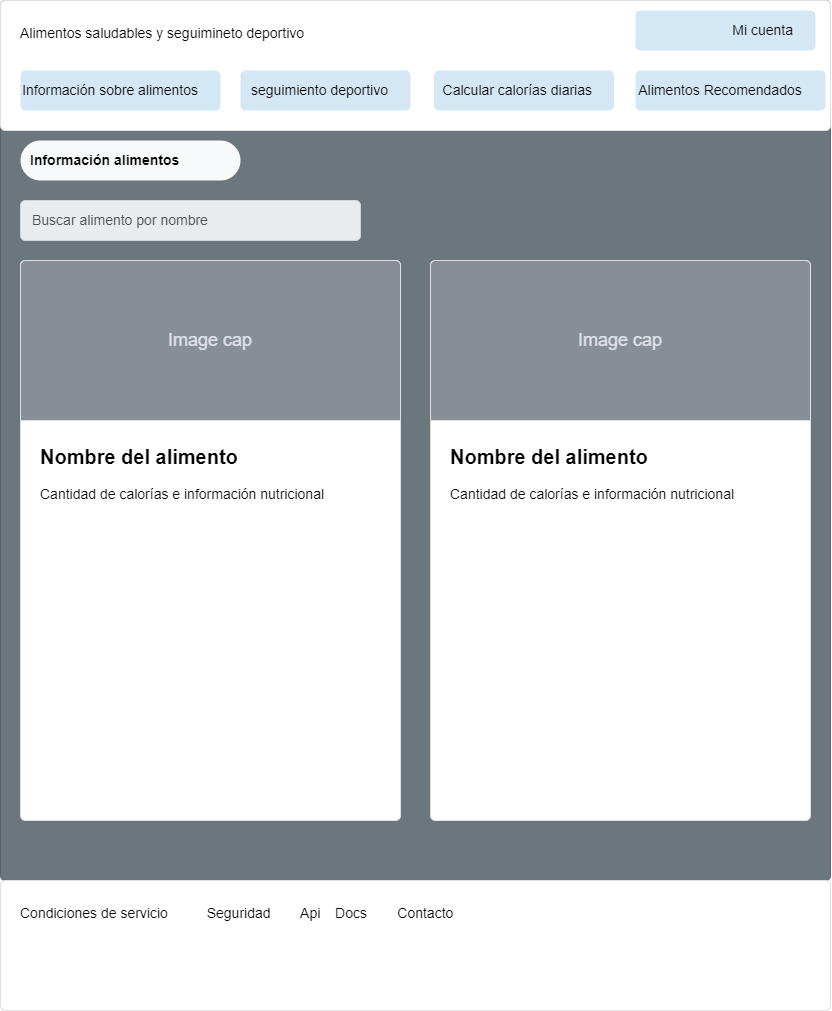 Alimentos saludables y seguimineto deportivo
Mi cuenta
Información sobre alimentos
seguimiento deportivo
Calcular calorías diarias
Alimentos Recomendados
Información alimentos
Buscar alimento por nombre
Image cap
Image cap
Nombre del alimento
Cantidad de calorías e información nutricional
Nombre del alimento
Cantidad de calorías e información nutricional
Condiciones de servicio
Seguridad
Api
Docs
Contacto